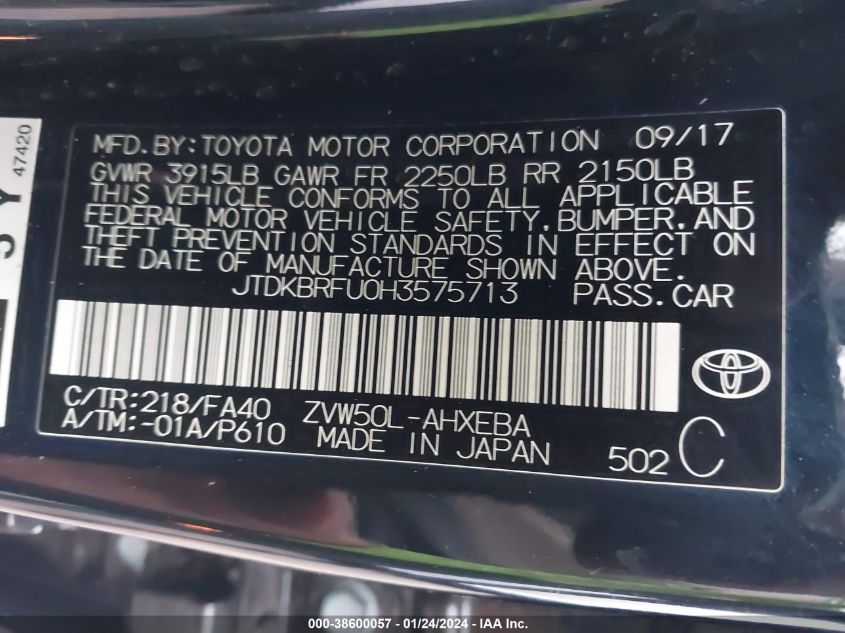 MFD. BY: TOYOTA MOTOR CORPORATION 09/17
GVWR 3915LB GAWR FR 2250LB RR 2150LB
THIS VEHICLE CONFORMS TO ALL APPLICABLE
FEDERAL MOTOR VEHICLE SAFETY, BUMPER, AND
THEFT PREVENTION STANDARDS IN EFFECT ON
THE DATE OF MANUFACTURE SHOWN ABOVE.
JTDKBRFU0H3575713 PASS. CAR
C/TR: 218/FA40 ZVW50L-AHXEBA
A/TM: -01A/P610 MADE IN JAPAN
502 C
47420
000-38600057 - 01/24/2024 - IAA Inc.